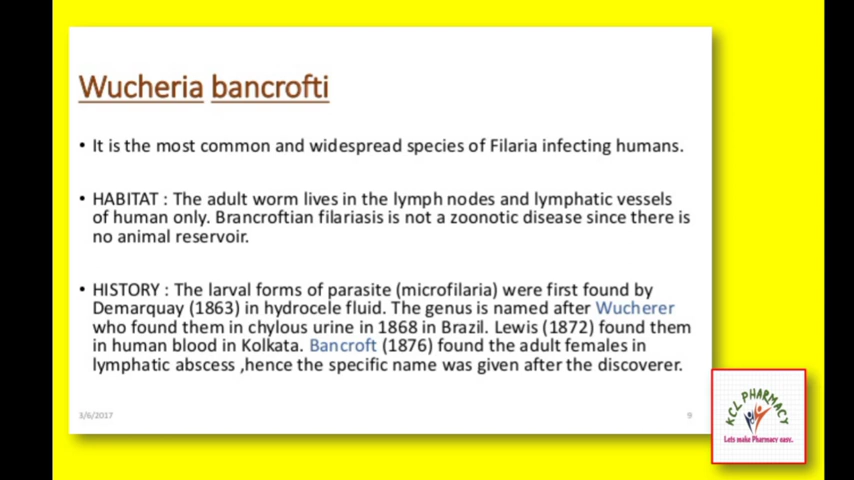 Wucheria bancrofti
• It is the most common and widespread species of Filaria infecting humans.
• HABITAT : The adult worm lives in the lymph nodes and lymphatic vessels
of human only. Brancroftian filariasis is not a zoonotic disease since there is
no animal reservoir.
• HISTORY : The larval forms of parasite (microfilaria) were first found by
Demarquay (1863) in hydrocele fluid. The genus is named after Wucherer
who found them in chylous urine in 1868 in Brazil. Lewis (1872) found them
in human blood in Kolkata. Bancroft (1876) found the adult females in
lymphatic abscess ,hence the specific name was given after the discoverer.
3/6/2017
9
KCL PHARMACY
Lets make Pharmacy easy.